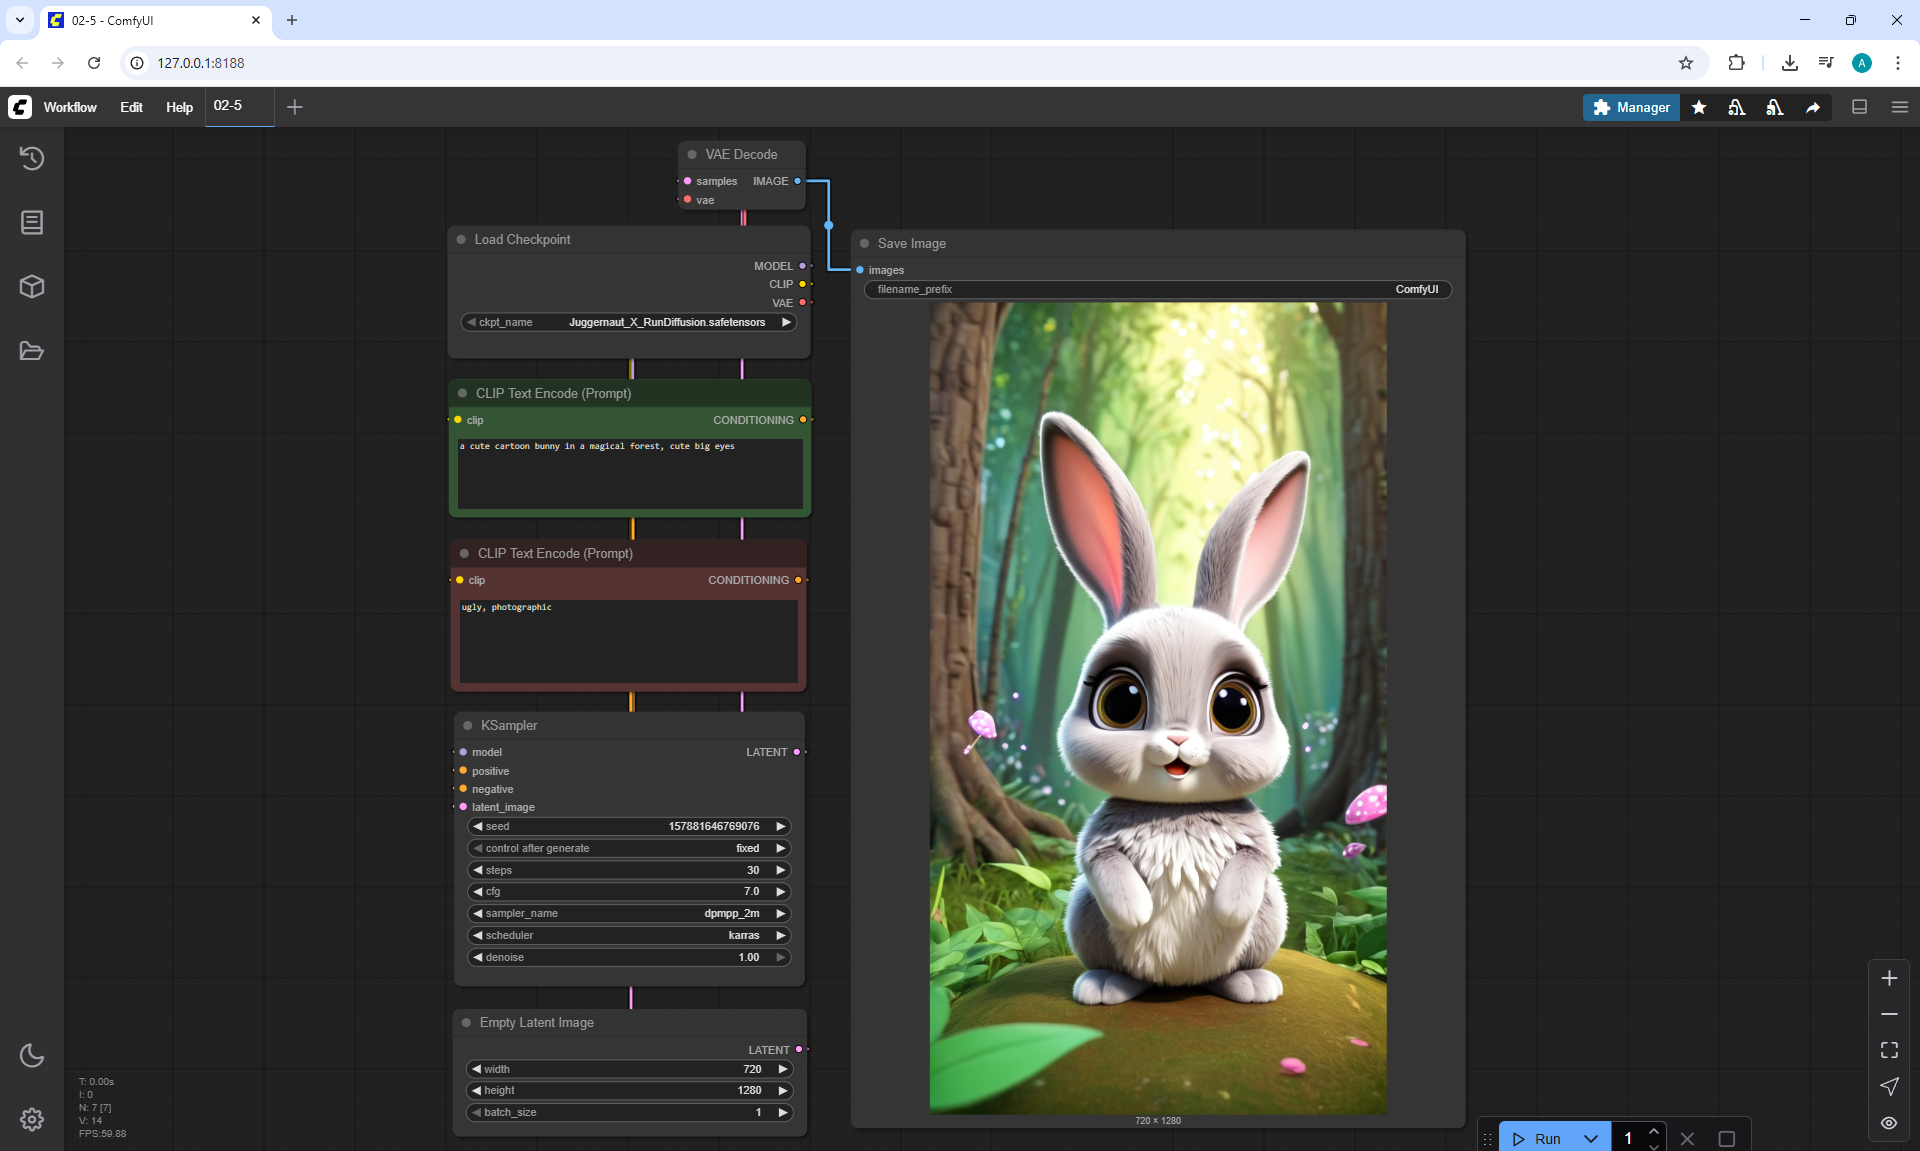 02-5 - ComfyUI
127.0.0.1:8188
Workflow Edit Help 02-5
Manager
A
VAE Decode
samples IMAGE
vae
Load Checkpoint
MODEL
CLIP
VAE
ckpt_name Juggernaut_X_RunDiffusion.safetensors
CLIP Text Encode (Prompt)
clip CONDITIONING
a cute cartoon bunny in a magical forest, cute big eyes
CLIP Text Encode (Prompt)
clip CONDITIONING
ugly, photographic
KSampler
model LATENT
positive
negative
latent_image
seed 157881646769076
control after generate fixed
steps 30
cfg 7.0
sampler_name dpmpp_2m
scheduler karras
denoise 1.00
Empty Latent Image
LATENT
width 720
height 1280
batch_size 1
Save Image
images
filename_prefix ComfyUI
720 × 1280
T: 0.00s
I: 0
N: 7 [7]
V: 14
FPS:59.88
Run 1